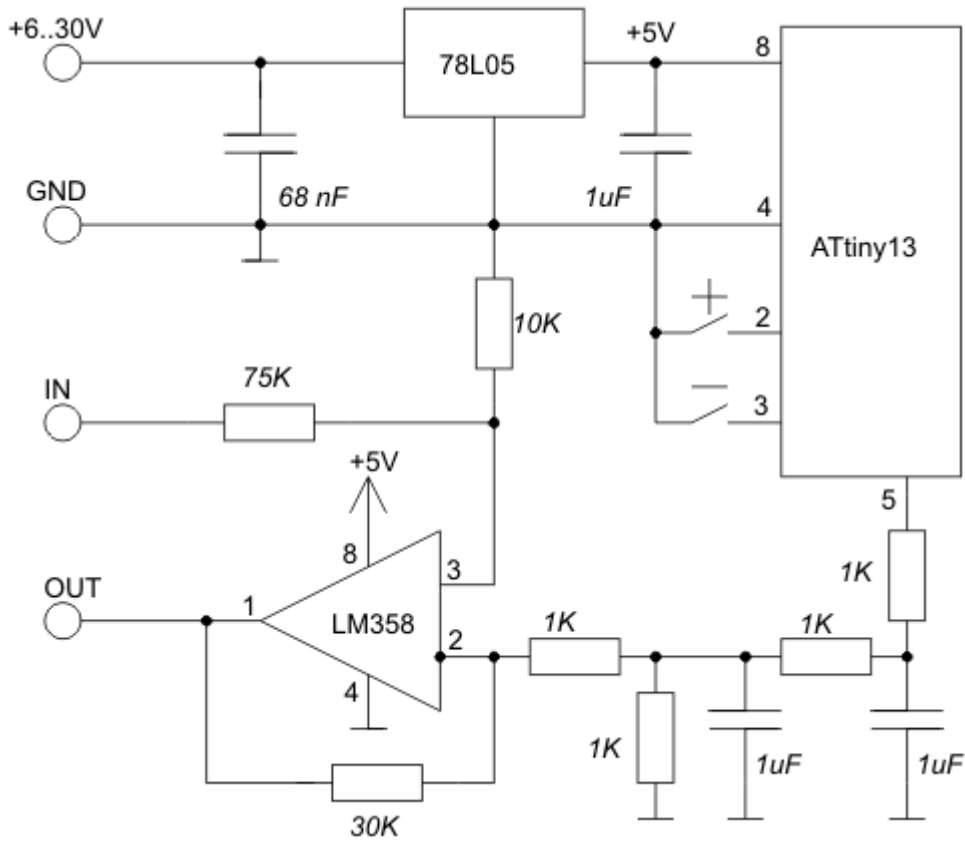 +6..30V
78L05
+5V
8
GND
68 nF
1uF
4
ATtiny13
10K
+
2
IN
75K
−
3
+5V
5
8
3
1K
OUT
1
LM358
2
1K
1K
4
1K
1uF
1uF
30K